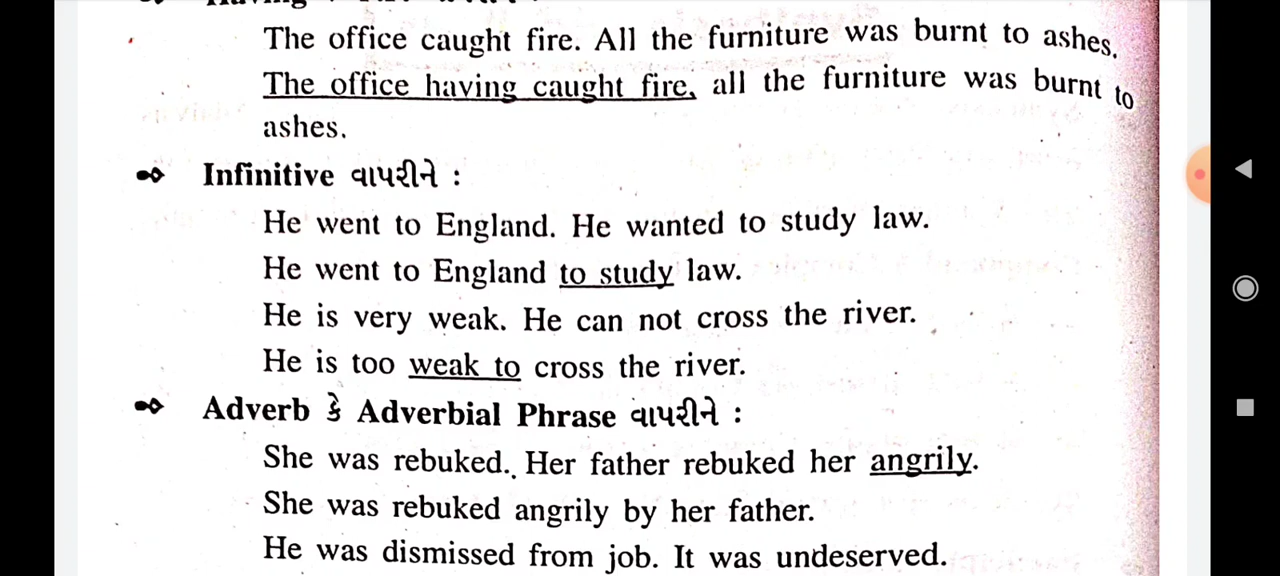 The office caught fire. All the furniture was burnt to ashes.
The office having caught fire, all the furniture was burnt to
ashes.
Infinitive વાપરીને :
He went to England. He wanted to study law.
He went to England to study law.
He is very weak. He can not cross the river.
He is too weak to cross the river.
Adverb કે Adverbial Phrase વાપરીને :
She was rebuked. Her father rebuked her angrily.
She was rebuked angrily by her father.
He was dismissed from job. It was undeserved.